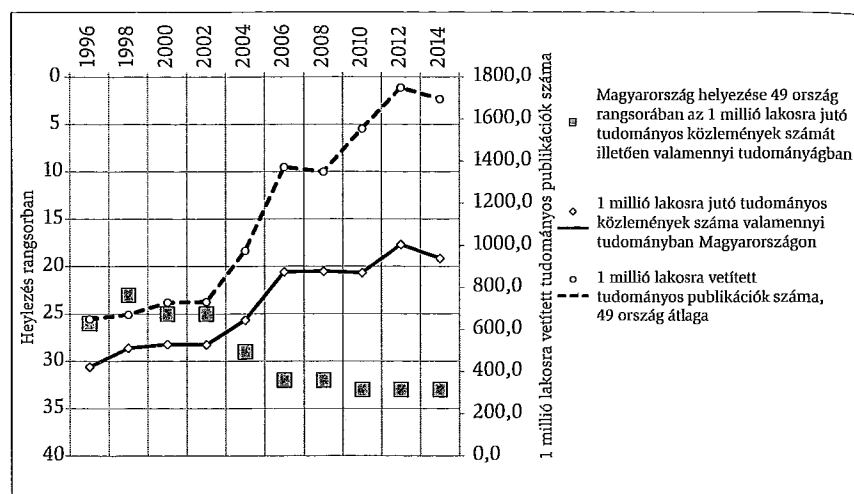 1996
1998
2000
2002
2004
2006
2008
2010
2012
2014
0
5
10
15
20
25
30
35
40
Heylezés rangsorban
1800,0
1600,0
1400,0
1200,0
1000,0
800,0
600,0
400,0
200,0
0,0
1 millió lakosra vetített tudományos publikációk száma
Magyarország helyezése 49 ország
rangsorában az 1 millió lakosra jutó
tudományos közlemények számát
illetően valamennyi tudományágban
1 millió lakosra jutó tudományos
közlemények száma valamennyi
tudományban Magyarországon
1 millió lakosra vetített
tudományos publikációk száma,
49 ország átlaga